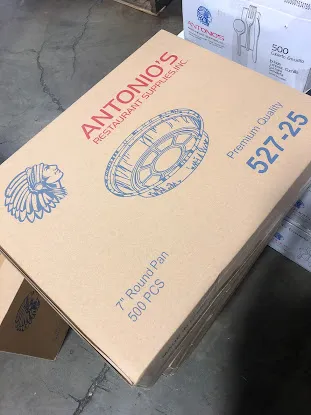 ANTONIO'S
RESTAURANT SUPPLIES, INC.
Premium Quality
527-25
7" Round Pan
500 PCS
ANTONIO'S
500